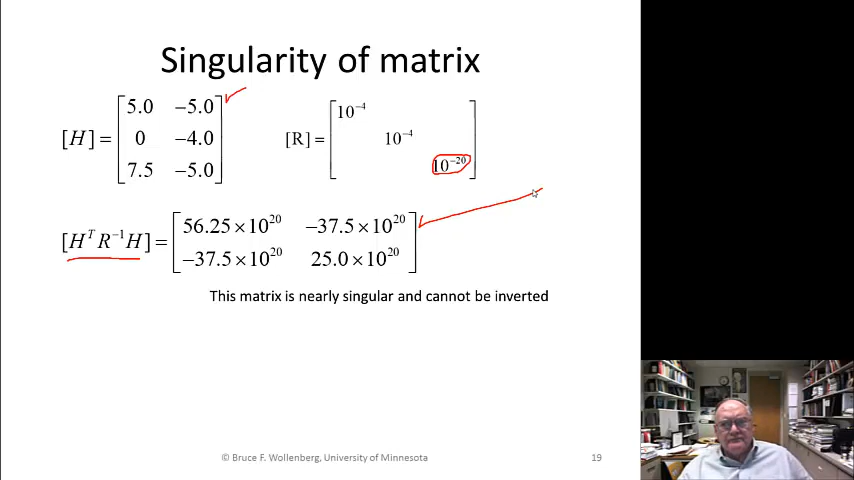 Singularity of matrix
[H] = [5.0 −5.0
0 −4.0
7.5 −5.0]
[R] = [10⁻⁴
10⁻⁴
10⁻²⁰]
[HᵀR⁻¹H] = [56.25×10²⁰ −37.5×10²⁰
−37.5×10²⁰ 25.0×10²⁰]
This matrix is nearly singular and cannot be inverted
© Bruce F. Wollenberg, University of Minnesota 19